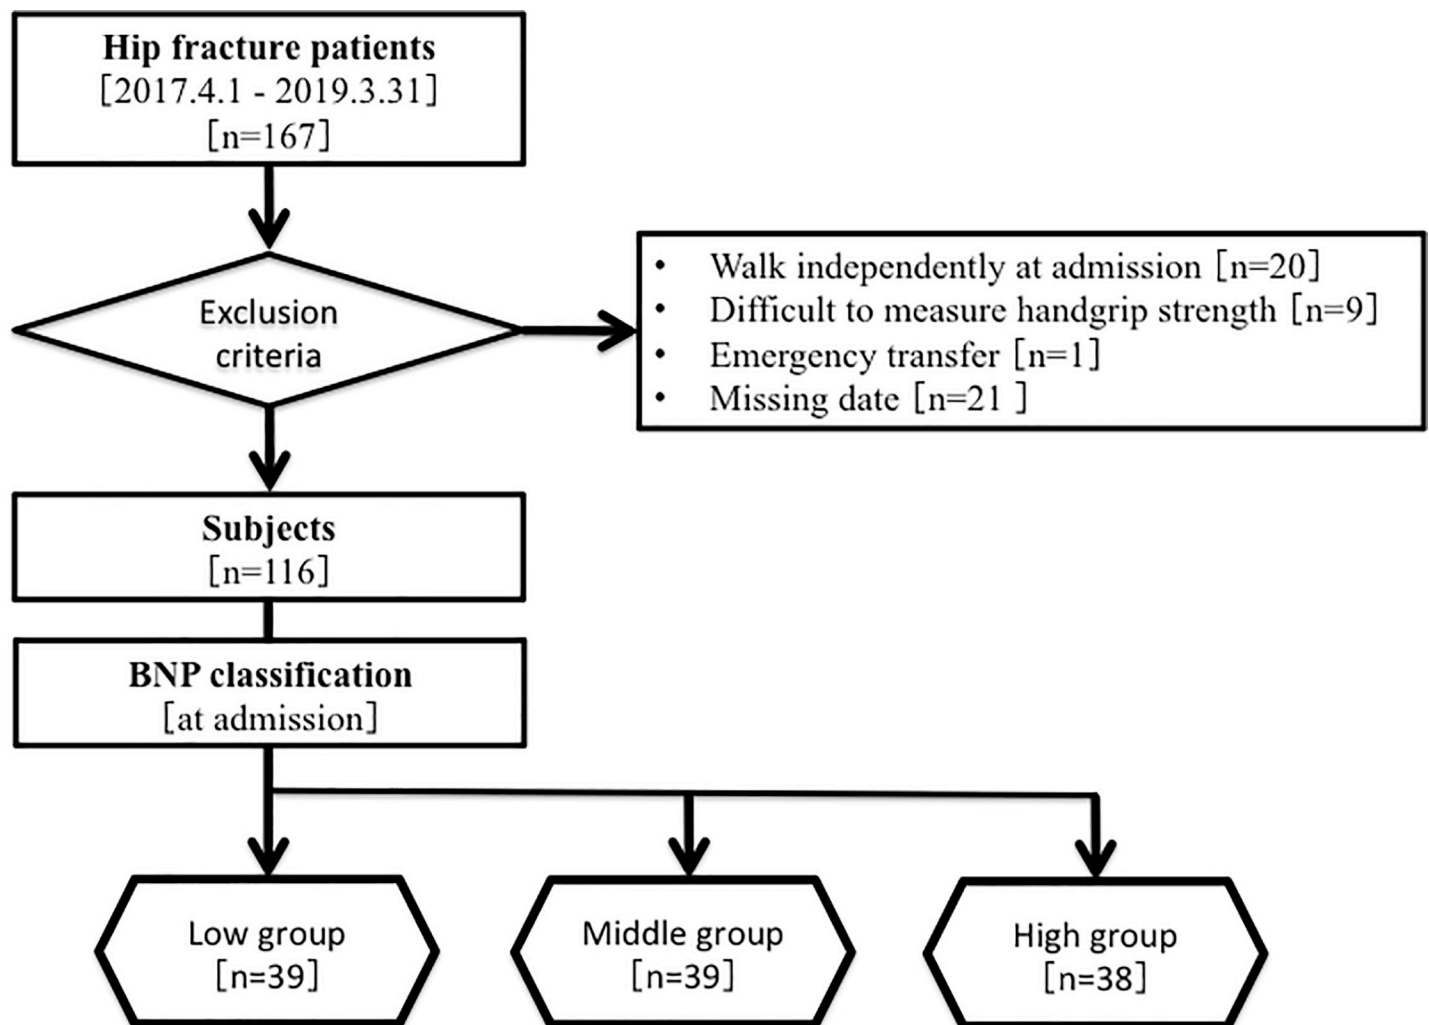 Hip fracture patients
[2017.4.1 - 2019.3.31]
[n=167]
Exclusion
criteria
• Walk independently at admission [n=20]
• Difficult to measure handgrip strength [n=9]
• Emergency transfer [n=1]
• Missing date [n=21 ]
Subjects
[n=116]
BNP classification
[at admission]
Low group
[n=39]
Middle group
[n=39]
High group
[n=38]